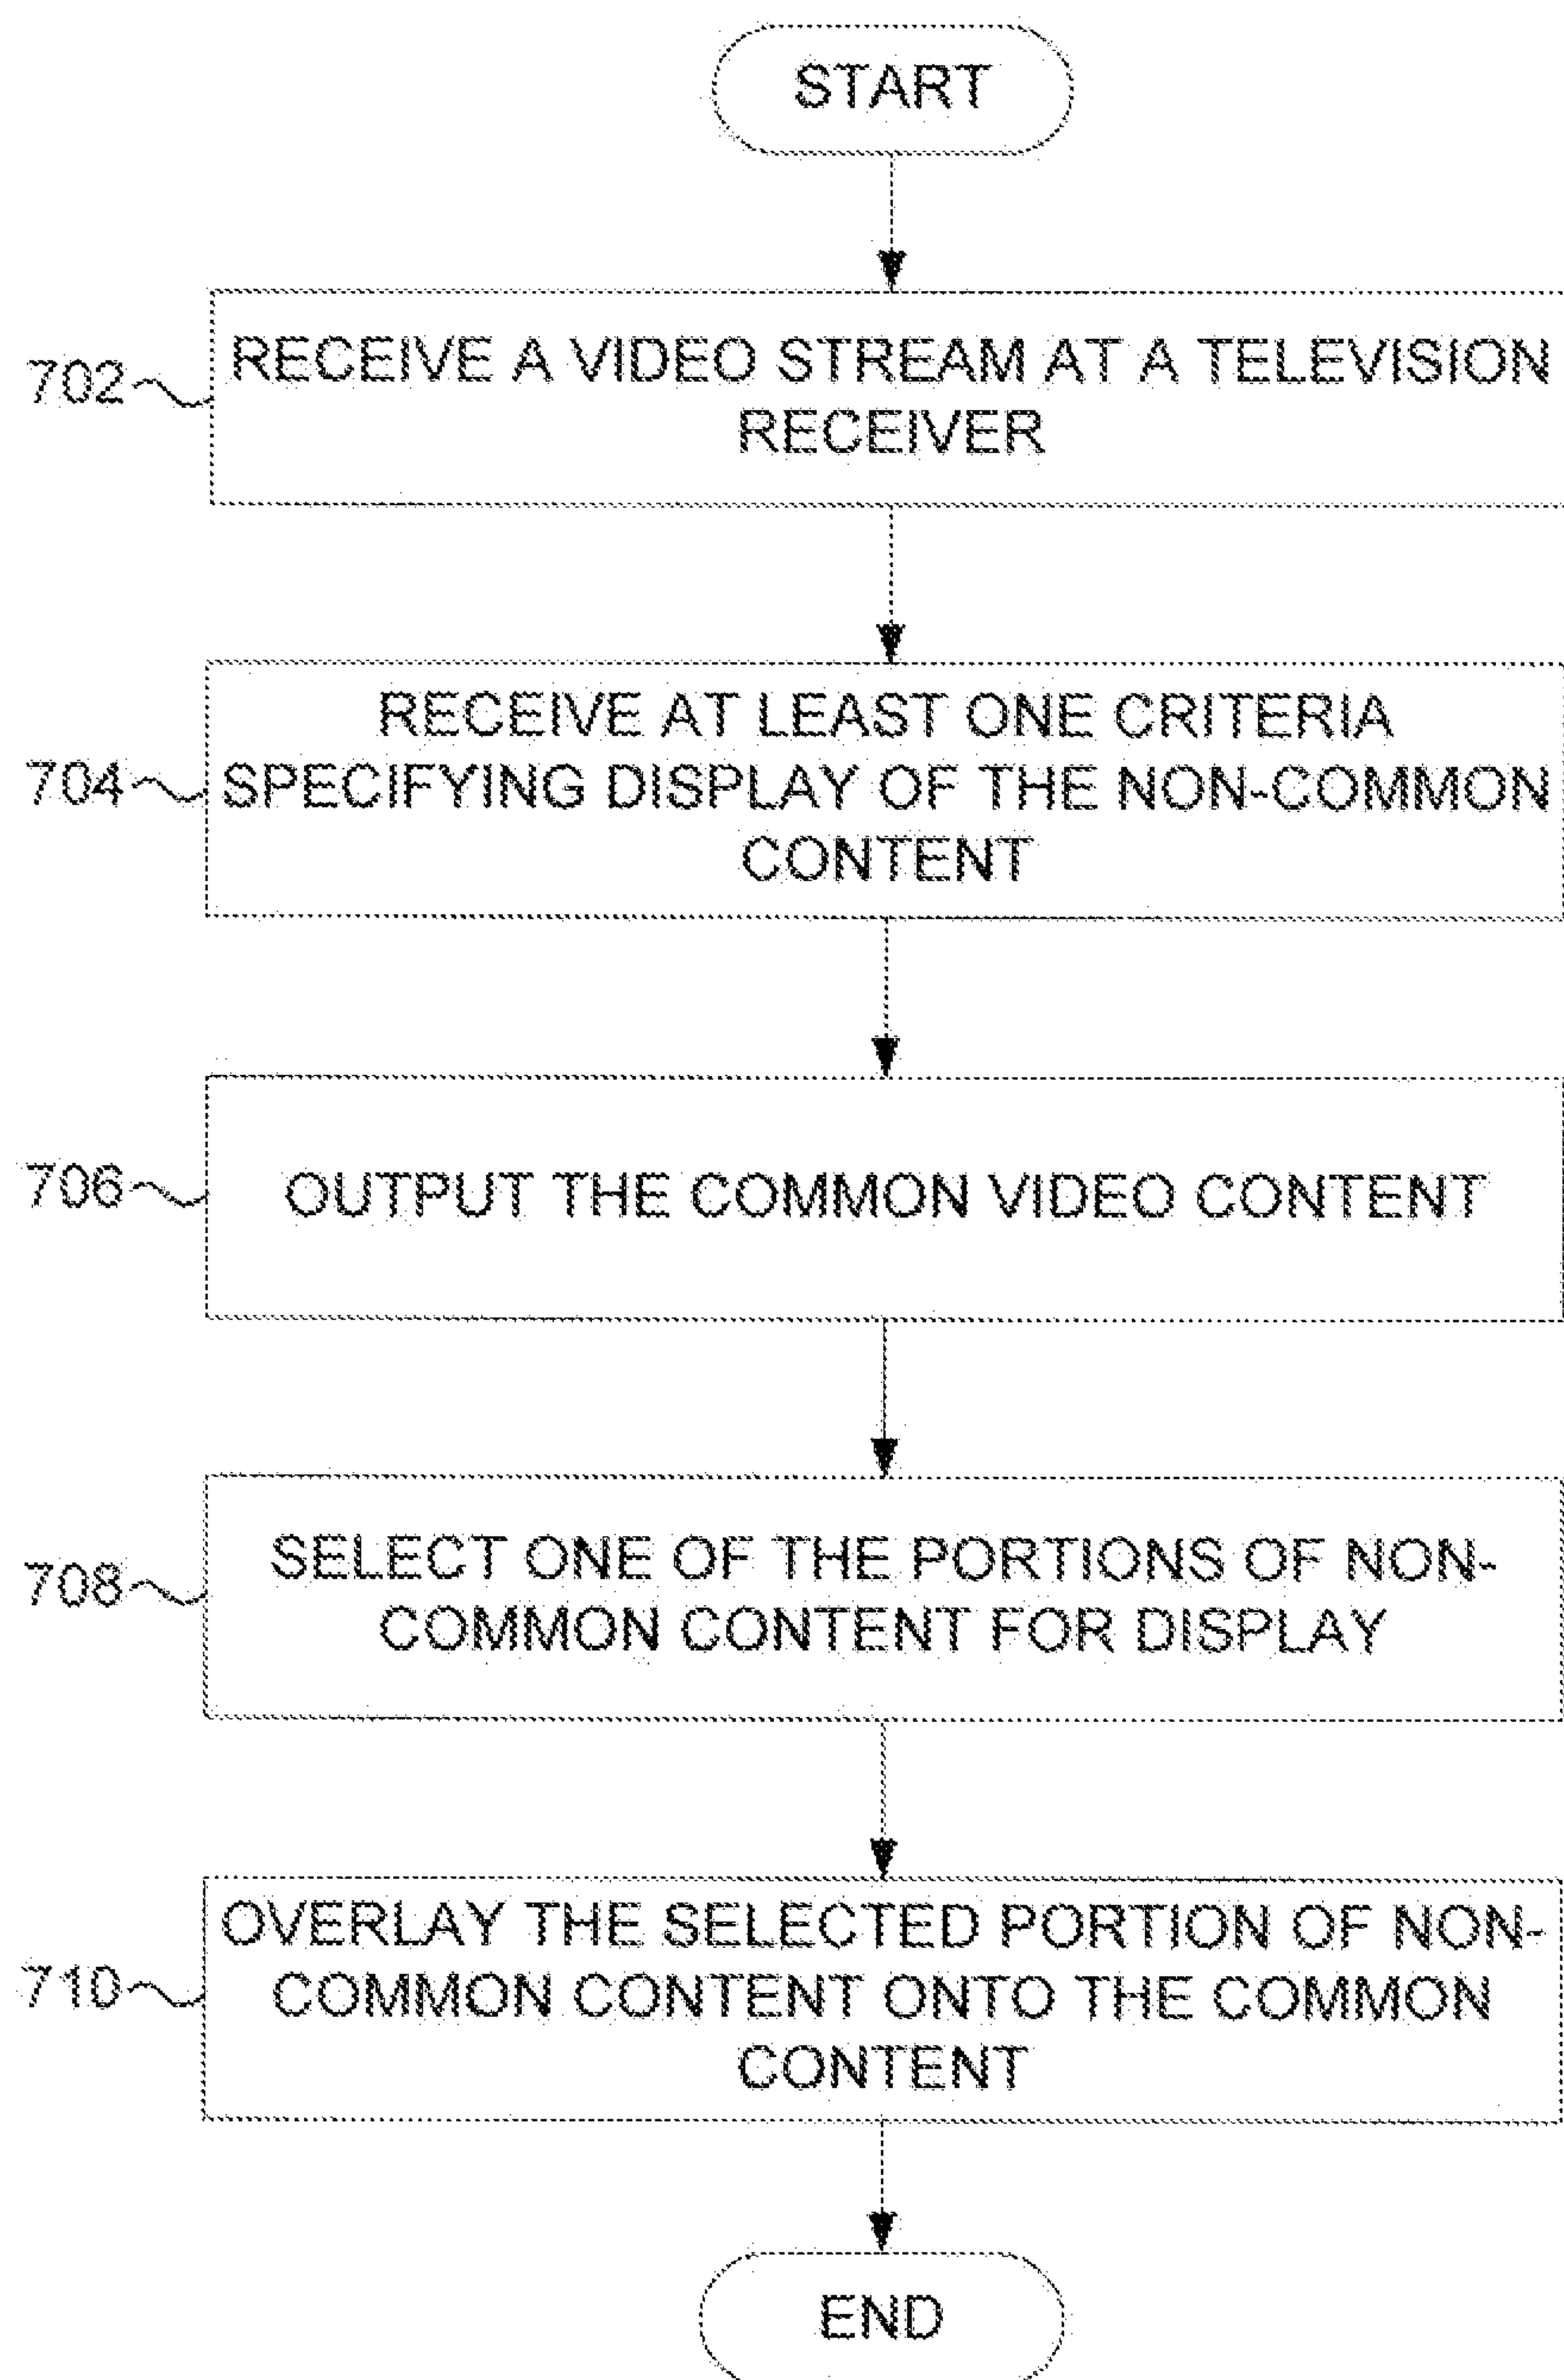 START
702
RECEIVE A VIDEO STREAM AT A TELEVISION
RECEIVER
704
RECEIVE AT LEAST ONE CRITERIA
SPECIFYING DISPLAY OF THE NON-COMMON
CONTENT
706
OUTPUT THE COMMON VIDEO CONTENT
708
SELECT ONE OF THE PORTIONS OF NON-
COMMON CONTENT FOR DISPLAY
710
OVERLAY THE SELECTED PORTION OF NON-
COMMON CONTENT ONTO THE COMMON
CONTENT
END